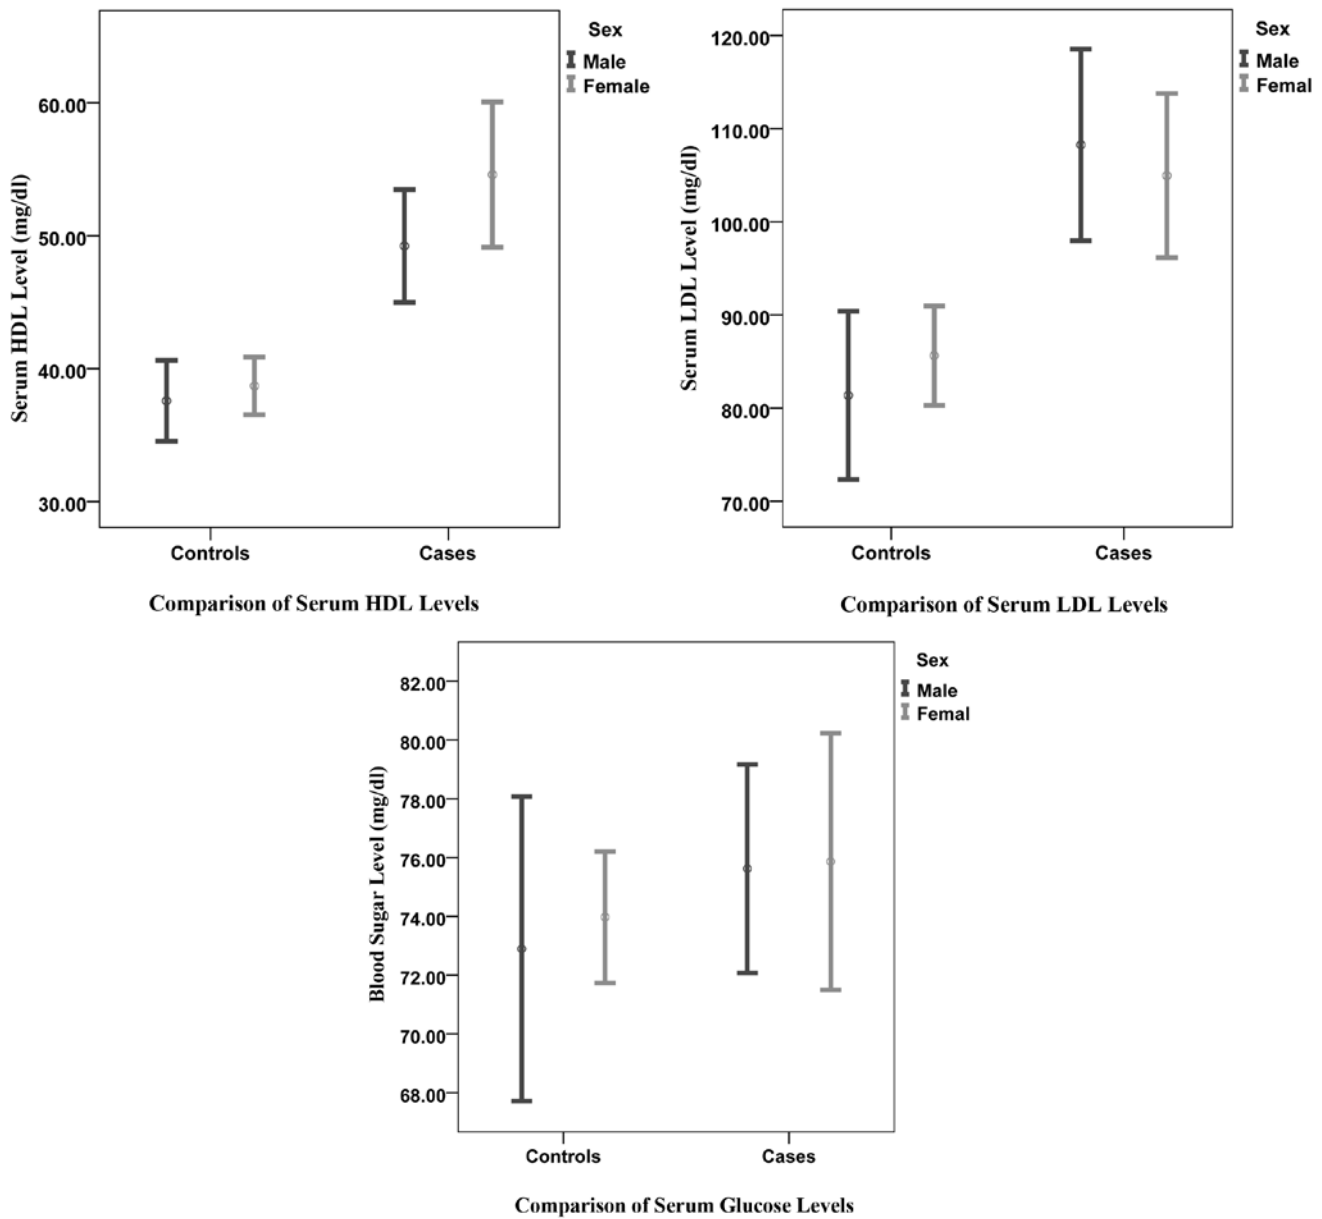 Sex
Male
Female
60.00
50.00
40.00
30.00
Serum HDL Level (mg/dl)
Controls Cases
Comparison of Serum HDL Levels
Sex
Male
Femal
120.00
110.00
100.00
90.00
80.00
70.00
Serum LDL Level (mg/dl)
Controls Cases
Comparison of Serum LDL Levels
Sex
Male
Femal
82.00
80.00
78.00
76.00
74.00
72.00
70.00
68.00
Blood Sugar Level (mg/dl)
Controls Cases
Comparison of Serum Glucose Levels